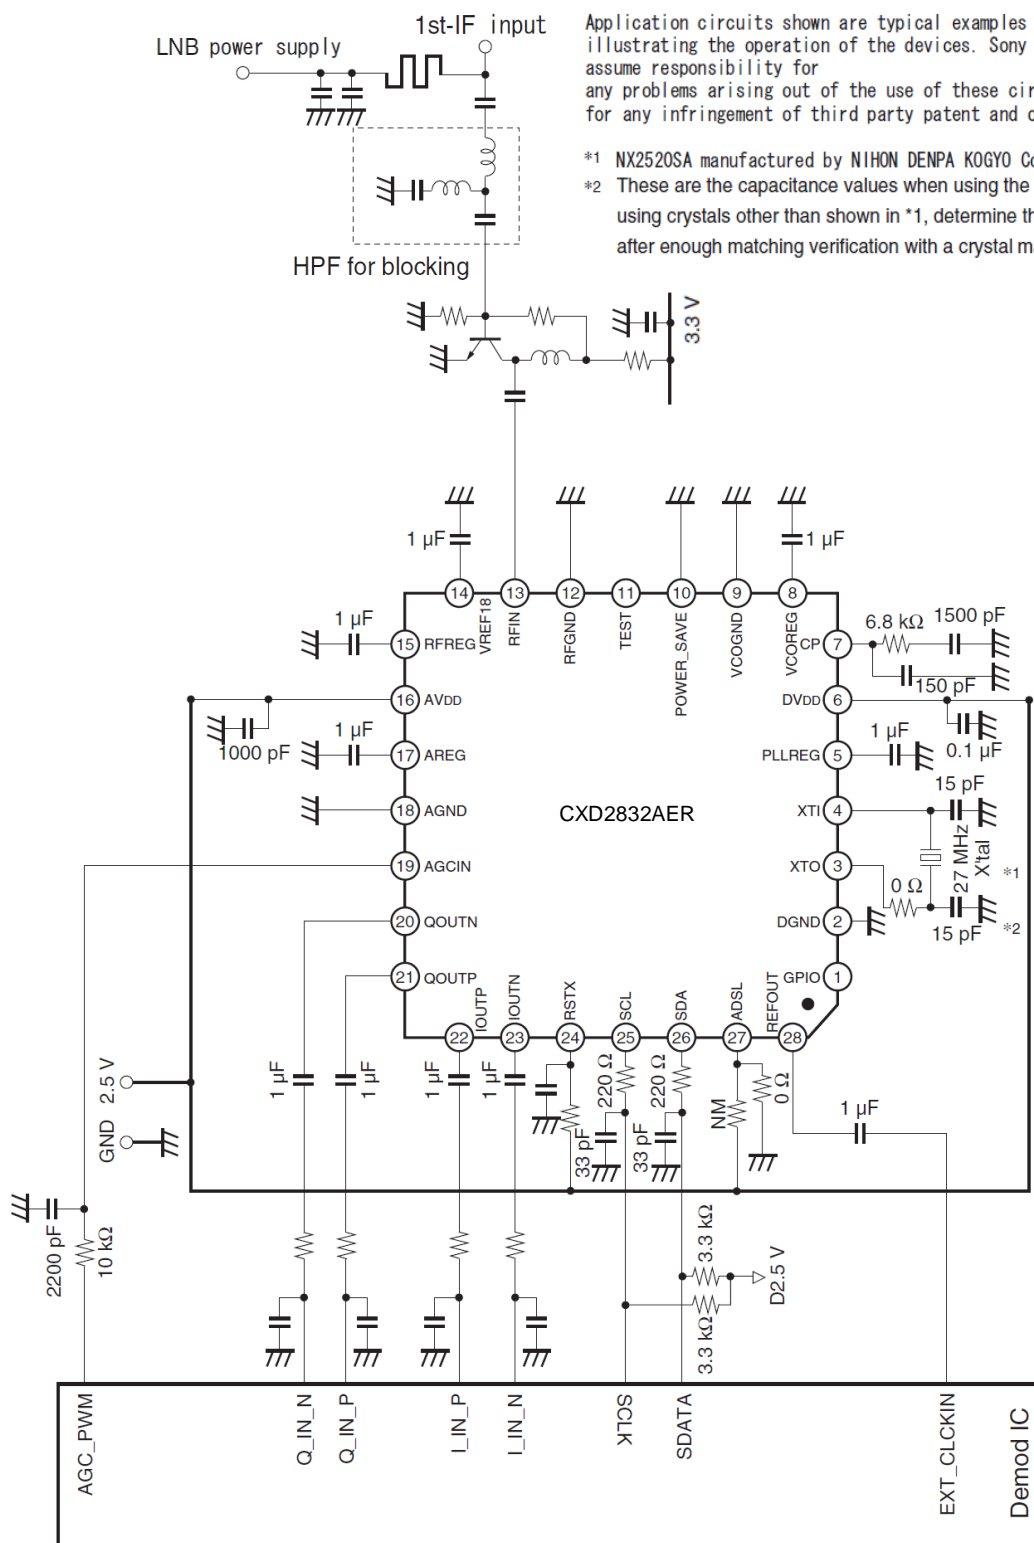 1st-IF input
LNB power supply
Application circuits shown are typical examples
illustrating the operation of the devices. Sony
assume responsibility for
any problems arising out of the use of these cir
for any infringement of third party patent and c
*1 NX2520SA manufactured by NIHON DENPA KOGYO Co
*2 These are the capacitance values when using the
using crystals other than shown in *1, determine th
after enough matching verification with a crystal m
HPF for blocking
3.3 V
1 µF
1 µF
14
13
12
11
10
9
8
VREF18
RFIN
RFGND
TEST
POWER_SAVE
VCOGND
VCOREG
1 µF
15 RFREG
CP 7
6.8 kΩ
1500 pF
150 pF
16 AVDD
1000 pF
DVDD 6
0.1 µF
1 µF
17 AREG
PLLREG 5
1 µF
18 AGND
CXD2832AER
XTI 4
15 pF
27 MHz
X'tal
*1
19 AGCIN
XTO 3
0 Ω
20 QOUTN
DGND 2
15 pF
*2
21 QOUTP
GPIO 1
IOUTP
IOUTN
RSTX
SCL
SDA
ADSL
REFOUT
22
23
24
25
26
27
28
2.5 V
GND
1 µF
1 µF
1 µF
1 µF
220 Ω
220 Ω
NM
0 Ω
33 pF
33 pF
1 µF
2200 pF
10 kΩ
3.3 kΩ
3.3 kΩ
D2.5 V
AGC_PWM
Q_IN_N
Q_IN_P
I_IN_P
I_IN_N
SCLK
SDATA
EXT_CLCKIN
Demod IC